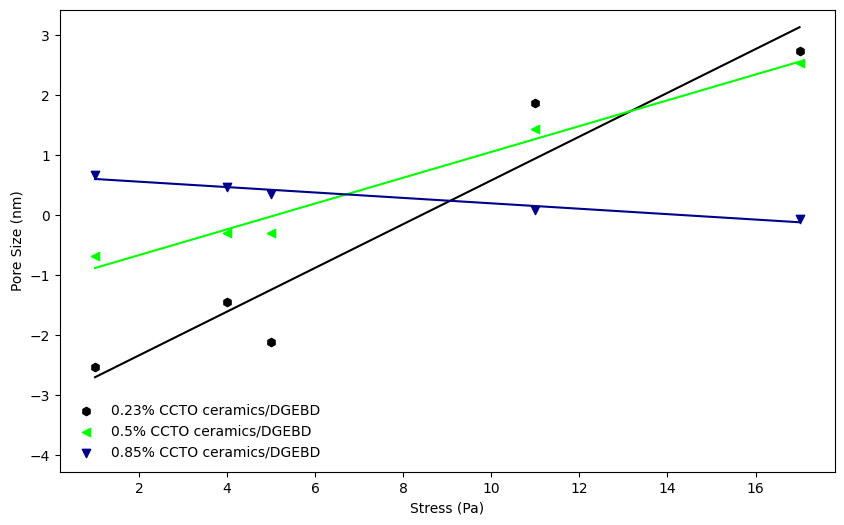 3
2
1
0
−1
−2
−3
−4
Pore Size (nm)
0.23% CCTO ceramics/DGEBD
0.5% CCTO ceramics/DGEBD
0.85% CCTO ceramics/DGEBD
2 4 6 8 10 12 14 16
Stress (Pa)